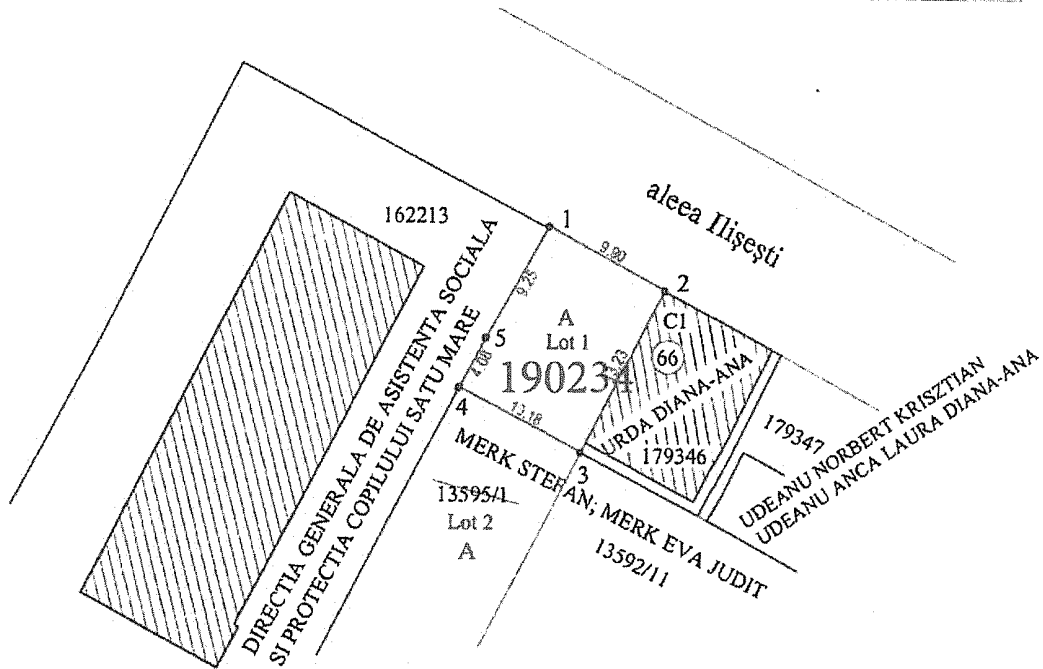 aleea Ilişeşti
162213
1
9.90
2
9.25
C1
A
Lot 1
5
66
190234
4.08
4
URDA DIANA-ANA
179346
179347
3
DIRECTIA GENERALA DE ASISTENTA SOCIALA
SI PROTECTIA COPILULUI SATU MARE
MERK STEFAN; MERK EVA JUDIT
13592/11
13595/1
Lot 2
A
UDEANU NORBERT KRISZTIAN
UDEANU ANCA LAURA DIANA-ANA